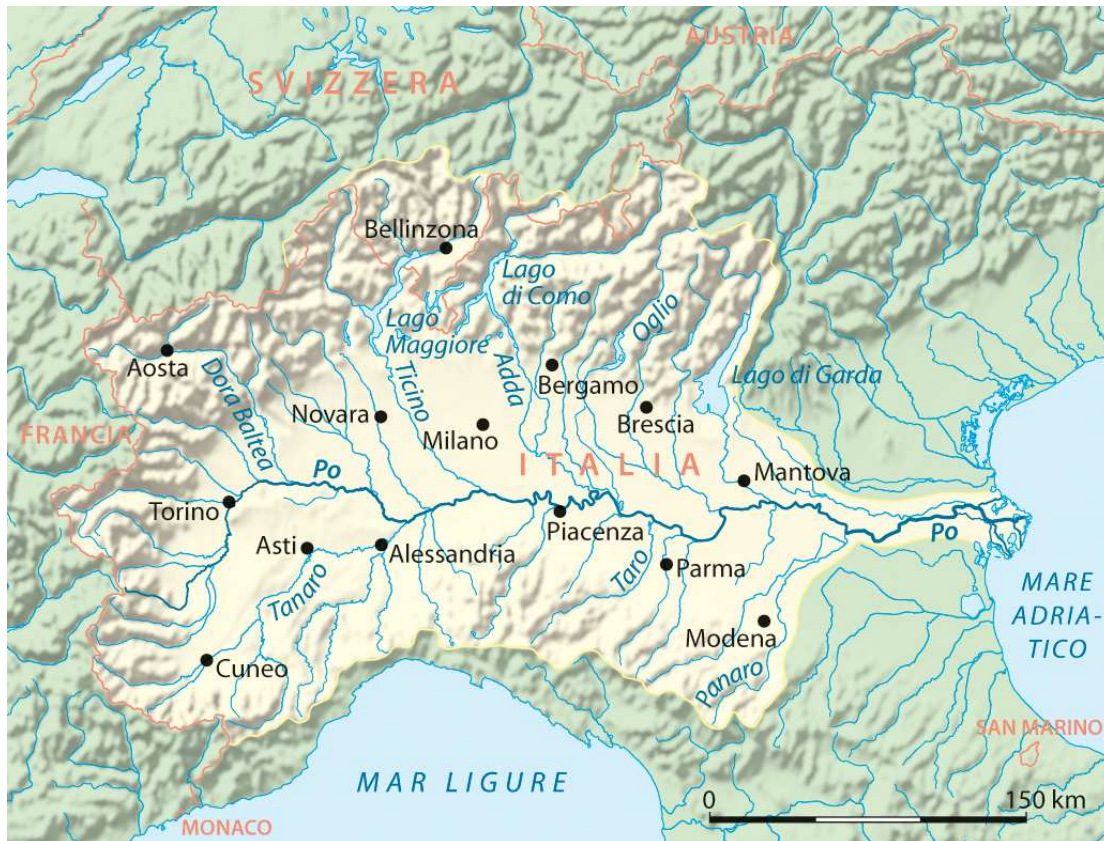 AUSTRIA
SVIZZERA
Bellinzona
Lago
di Como
Lago
Maggiore
Oglio
Aosta
Dora Baltea
Ticino
Adda
Bergamo
Lago di Garda
Novara
Milano
Brescia
FRANCIA
ITALIA
Po
Mantova
Torino
Piacenza
Po
Asti
Alessandria
Tanaro
Taro
Parma
MARE
ADRIA-
TICO
Modena
Cuneo
Panaro
SAN MARINO
MAR LIGURE
0 150 km
MONACO